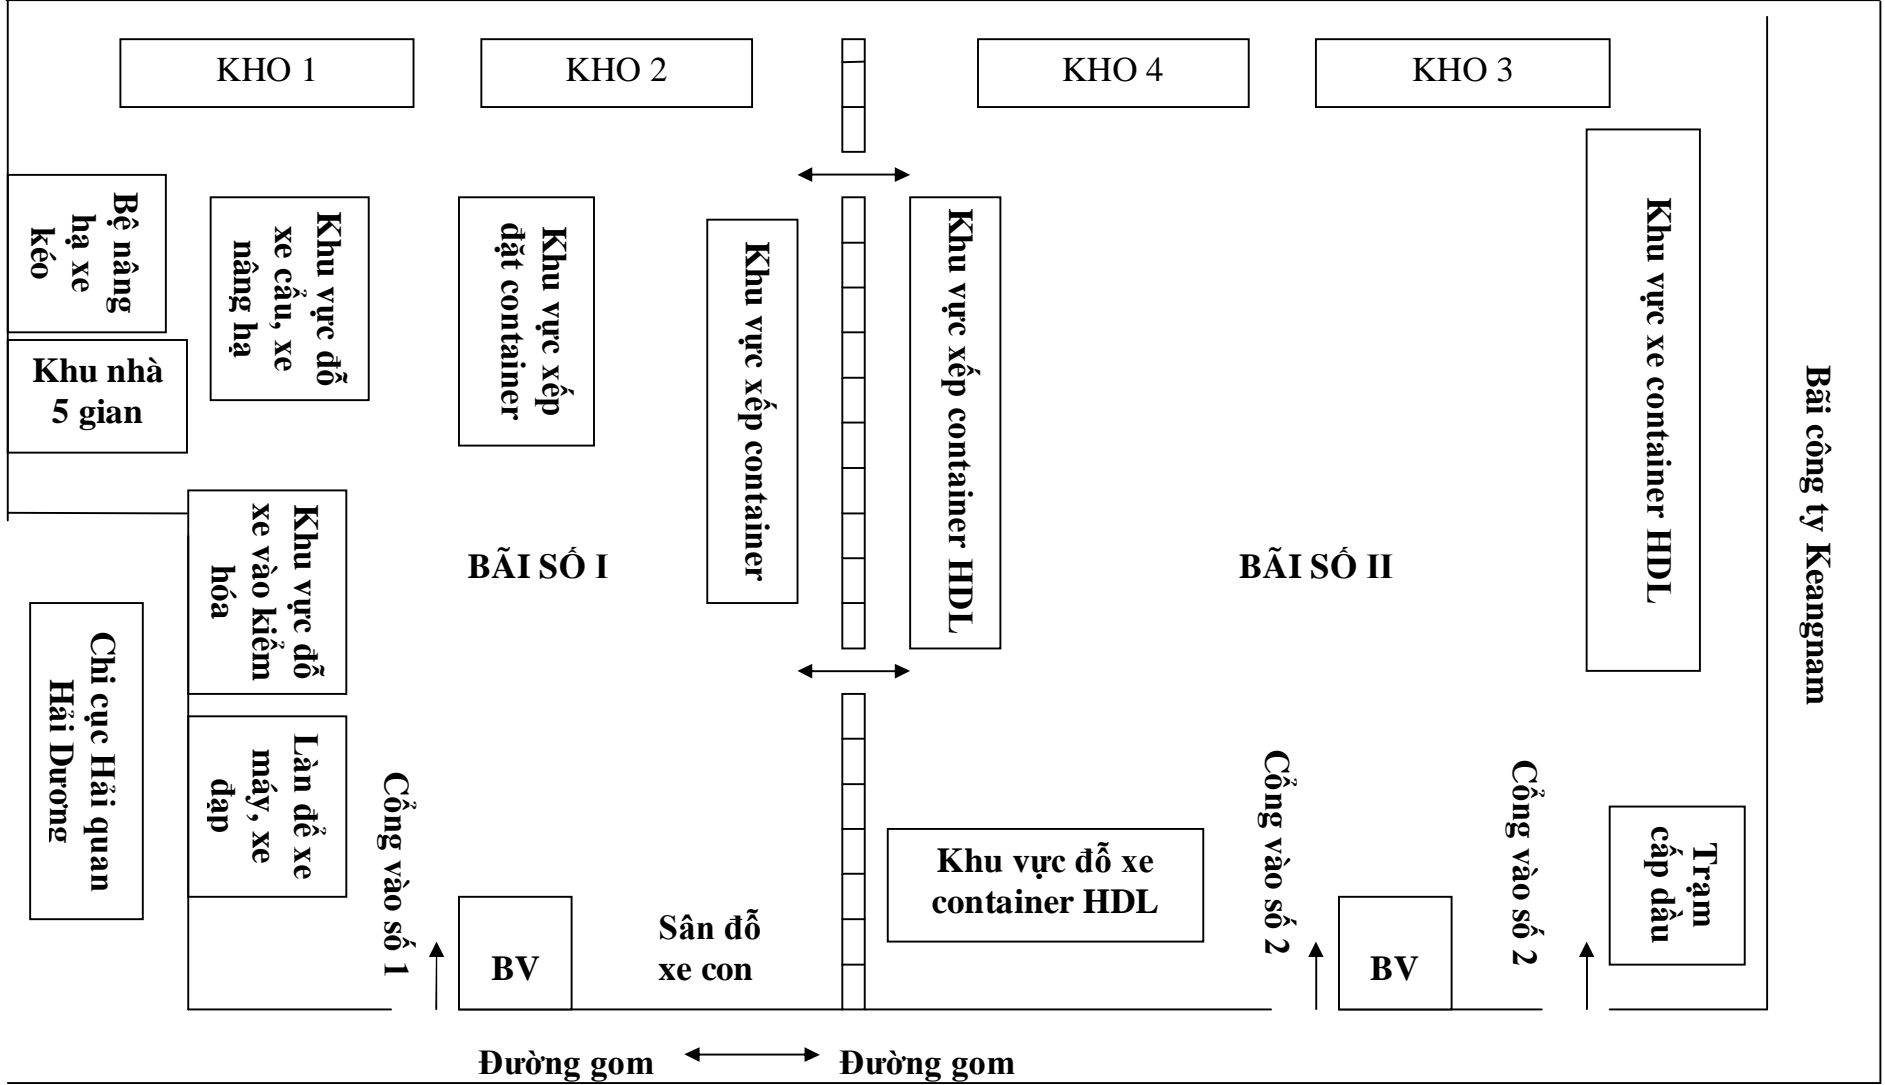 KHO 1
KHO 2
KHO 4
KHO 3
Bệ nâng
hạ xe
kéo
Khu vực đỗ
xe cẩu, xe
nâng hạ
Khu vực xếp
đặt container
Khu vực xếp container
Khu vực xếp container HDL
Khu vực xe container HDL
Bãi công ty Keangnam
Khu nhà
5 gian
Khu vực đỗ
xe vào kiểm
hóa
BÃI SỐ I
BÃI SỐ II
Chi cục Hải quan
Hải Dương
Làn để xe
máy, xe
đạp
Cổng vào số 1
BV
Sân đỗ
xe con
Khu vực đỗ xe
container HDL
Cổng vào số 2
BV
Cổng vào số 2
Trạm
cấp dầu
Đường gom
Đường gom